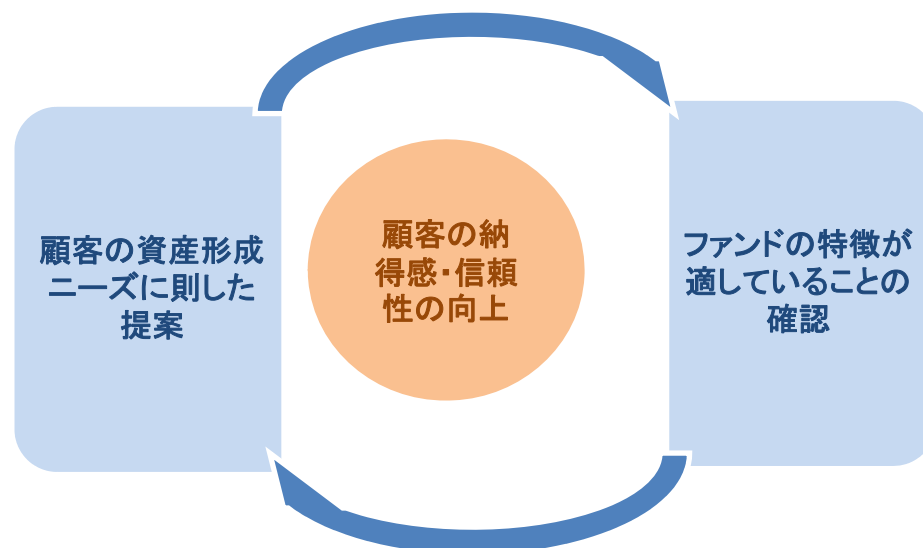 顧客の資産形成
ニーズに則した
提案
顧客の納
得感・信頼
性の向上
ファンドの特徴が
適していることの
確認